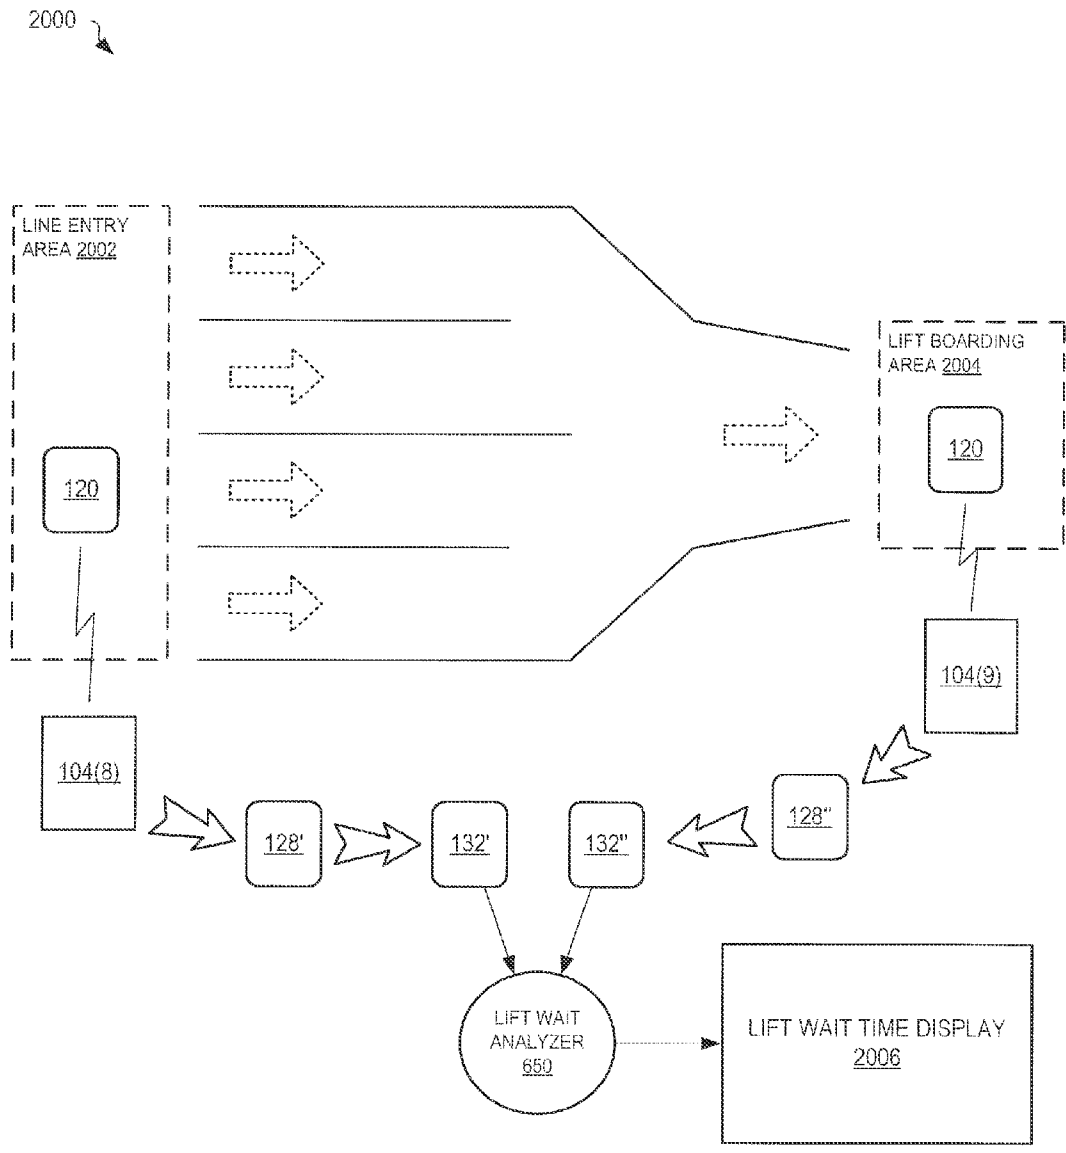 2000
LINE ENTRY
AREA 2002
LIFT BOARDING
AREA 2004
120
120
104(9)
104(8)
128'
132'
132"
128"
LIFT WAIT
ANALYZER
650
LIFT WAIT TIME DISPLAY
2006